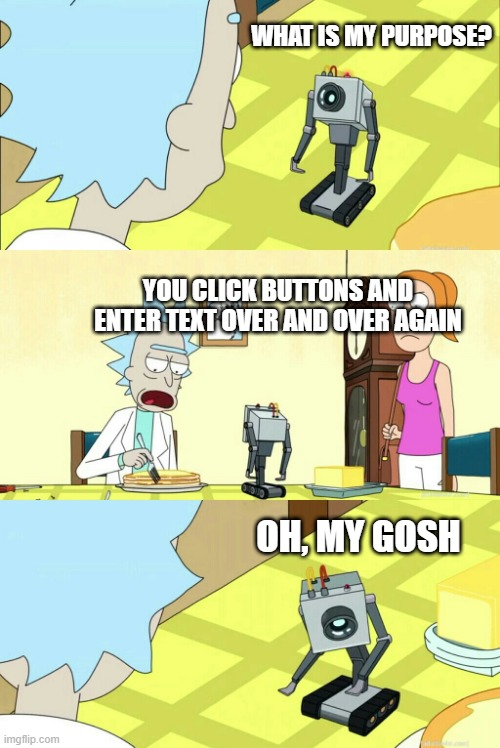 WHAT IS MY PURPOSE?
YOU CLICK BUTTONS AND
ENTER TEXT OVER AND OVER AGAIN
OH, MY GOSH
imgflip.com